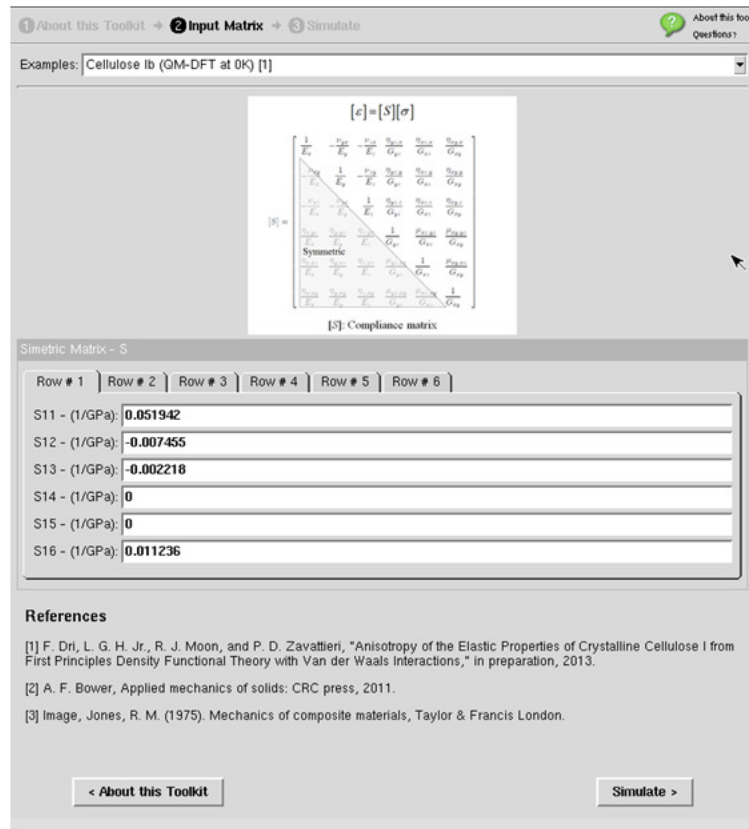 1 About this Toolkit → 2 Input Matrix → 3 Simulate
About this too
Questions?
Examples: Cellulose Ib (QM-DFT at 0K) [1]
[ε]=[S][σ]
[S] =
Symmetric
[S]: Compliance matrix
Simetric Matrix - S
Row # 1 Row # 2 Row # 3 Row # 4 Row # 5 Row # 6
S11 - (1/GPa): 0.051942
S12 - (1/GPa): -0.007455
S13 - (1/GPa): -0.002218
S14 - (1/GPa): 0
S15 - (1/GPa): 0
S16 - (1/GPa): 0.011236
References
[1] F. Dri, L. G. H. Jr., R. J. Moon, and P. D. Zavattieri, "Anisotropy of the Elastic Properties of Crystalline Cellulose I from
First Principles Density Functional Theory with Van der Waals Interactions," in preparation, 2013.
[2] A. F. Bower, Applied mechanics of solids: CRC press, 2011.
[3] Image, Jones, R. M. (1975). Mechanics of composite materials, Taylor & Francis London.
< About this Toolkit
Simulate >